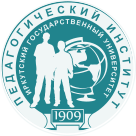 ПЕДАГОГИЧЕСКИЙ ИНСТИТУТ
ИРКУТСКИЙ ГОСУДАРСТВЕННЫЙ УНИВЕРСИТЕТ
1909